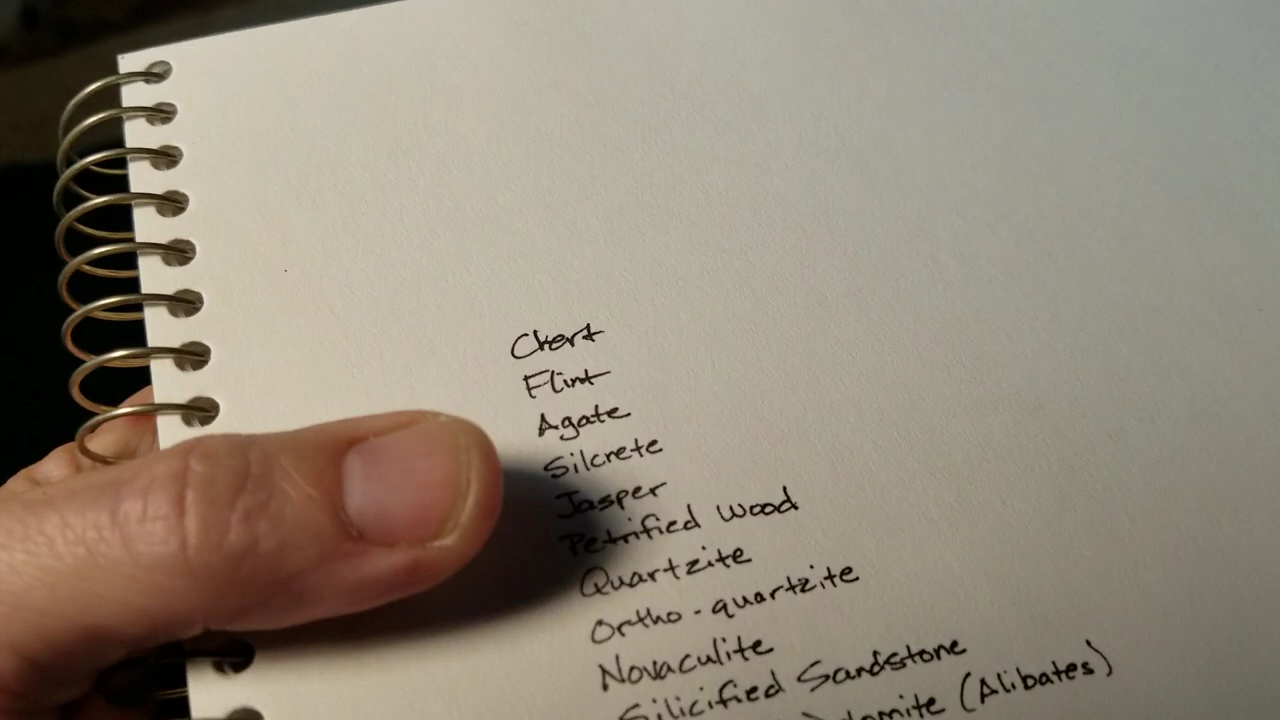 Chert
Flint
Agate
Silcrete
Jasper
Petrified Wood
Quartzite
Ortho-quartzite
Novaculite
Silicified Sandstone
(Alibates)